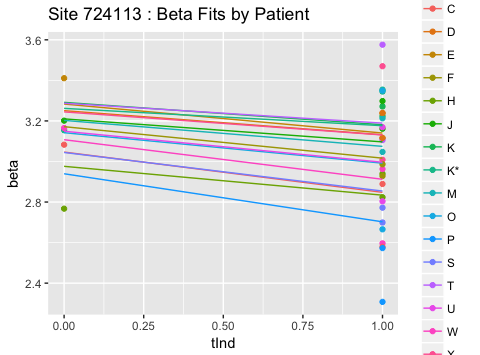 Site 724113 : Beta Fits by Patient
3.6
3.2
2.8
2.4
beta
0.00 0.25 0.50 0.75 1.00
tInd
C
D
E
F
H
J
K
K*
M
O
P
S
T
U
W
Y